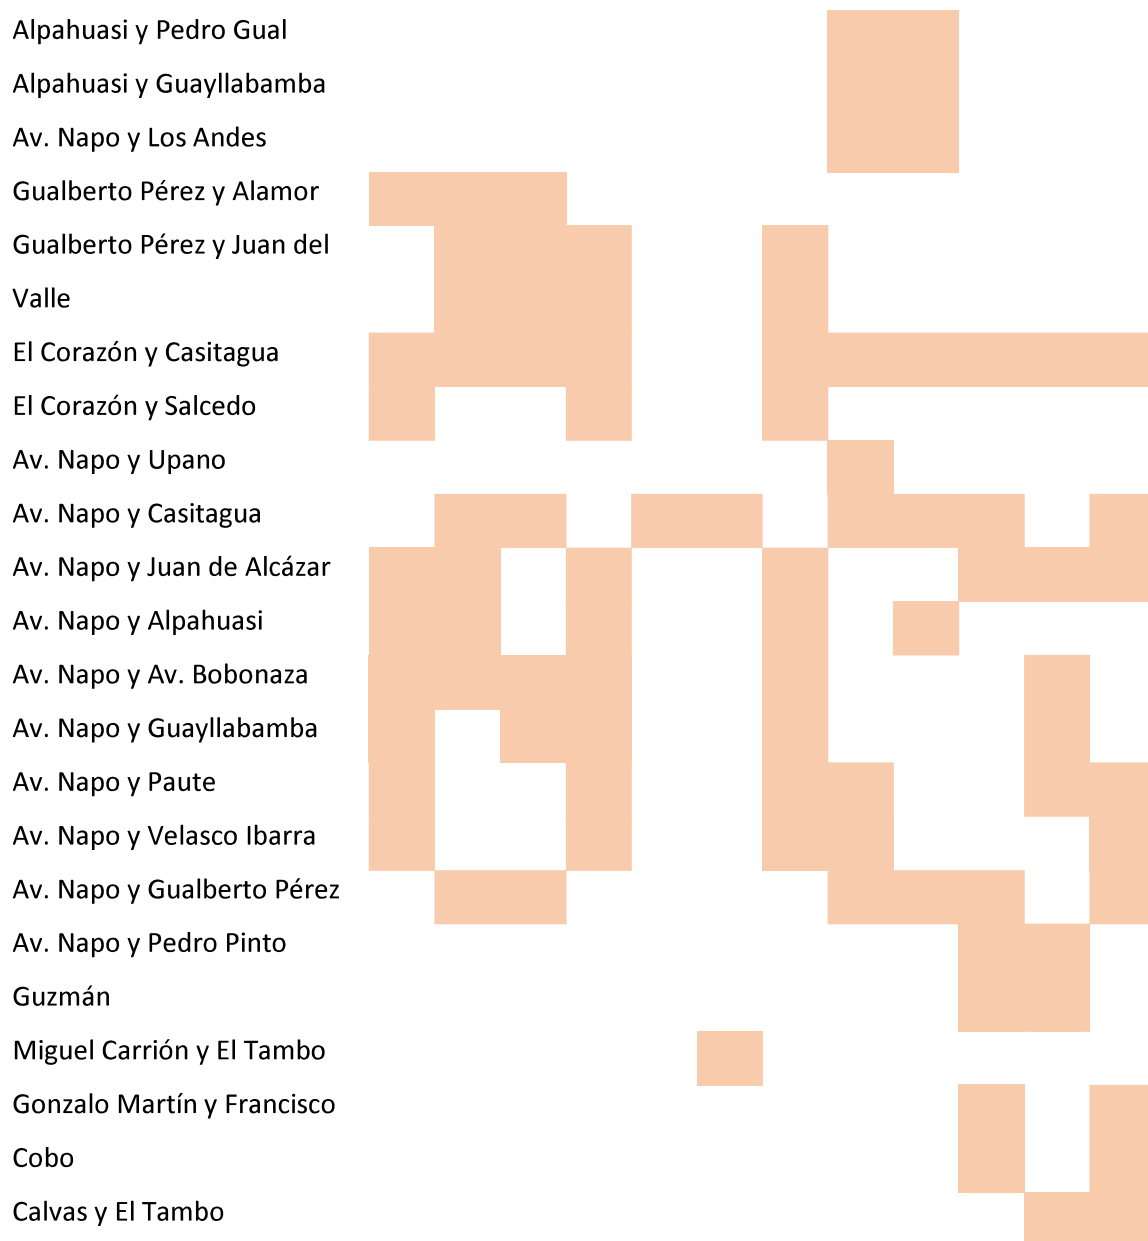 Alpahuasi y Pedro Gual
Alpahuasi y Guayllabamba
Av. Napo y Los Andes
Gualberto Pérez y Alamor
Gualberto Pérez y Juan del
Valle
El Corazón y Casitagua
El Corazón y Salcedo
Av. Napo y Upano
Av. Napo y Casitagua
Av. Napo y Juan de Alcázar
Av. Napo y Alpahuasi
Av. Napo y Av. Bobonaza
Av. Napo y Guayllabamba
Av. Napo y Paute
Av. Napo y Velasco Ibarra
Av. Napo y Gualberto Pérez
Av. Napo y Pedro Pinto
Guzmán
Miguel Carrión y El Tambo
Gonzalo Martín y Francisco
Cobo
Calvas y El Tambo